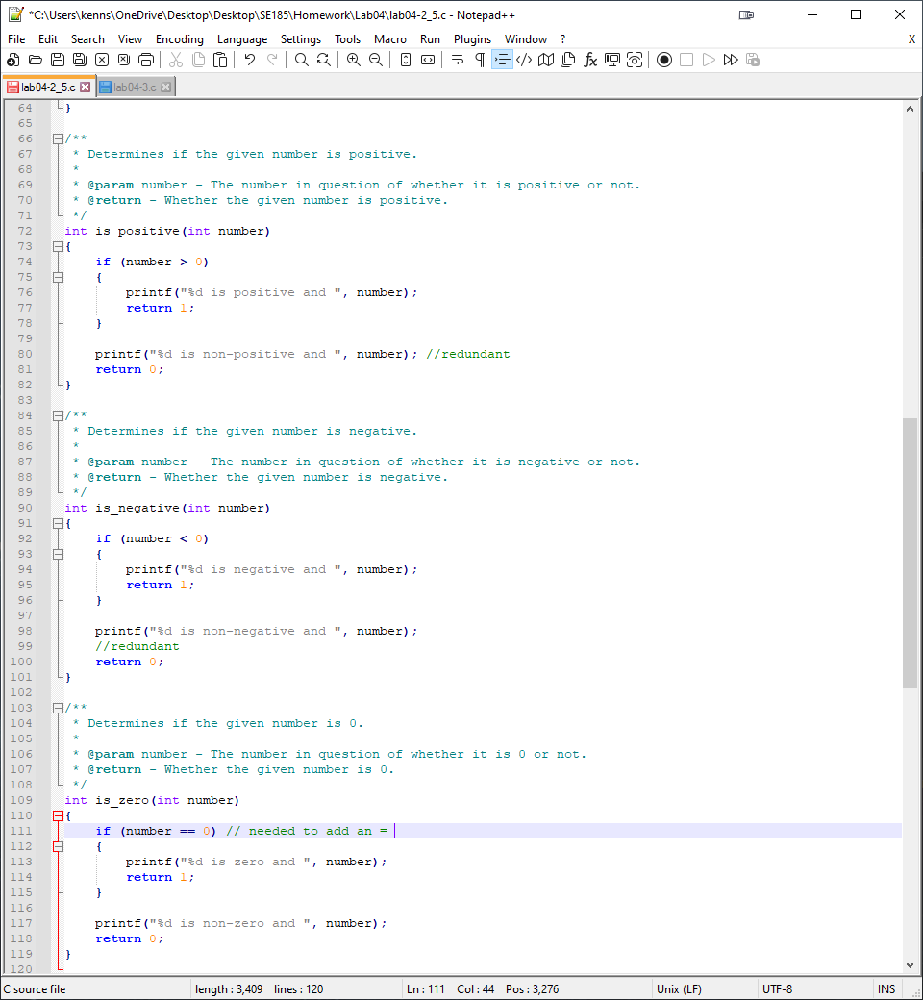 *C:\Users\kenns\OneDrive\Desktop\Desktop\SE185\Homework\Lab04\lab04-2_5.c - Notepad++
File Edit Search View Encoding Language Settings Tools Macro Run Plugins Window ? X
lab04-2_5.c lab04-3.c
64 }
65
66 /**
67  * Determines if the given number is positive.
68  *
69  * @param number - The number in question of whether it is positive or not.
70  * @return - Whether the given number is positive.
71  */
72 int is_positive(int number)
73 {
74     if (number > 0)
75     {
76         printf("%d is positive and ", number);
77         return 1;
78     }
79
80     printf("%d is non-positive and ", number); //redundant
81     return 0;
82 }
83
84 /**
85  * Determines if the given number is negative.
86  *
87  * @param number - The number in question of whether it is negative or not.
88  * @return - Whether the given number is negative.
89  */
90 int is_negative(int number)
91 {
92     if (number < 0)
93     {
94         printf("%d is negative and ", number);
95         return 1;
96     }
97
98     printf("%d is non-negative and ", number);
99     //redundant
100     return 0;
101 }
102
103 /**
104  * Determines if the given number is 0.
105  *
106  * @param number - The number in question of whether it is 0 or not.
107  * @return - Whether the given number is 0.
108  */
109 int is_zero(int number)
110 {
111     if (number == 0) // needed to add an =
112     {
113         printf("%d is zero and ", number);
114         return 1;
115     }
116
117     printf("%d is non-zero and ", number);
118     return 0;
119 }
120
C source file length : 3,409 lines : 120 Ln : 111 Col : 44 Pos : 3,276 Unix (LF) UTF-8 INS